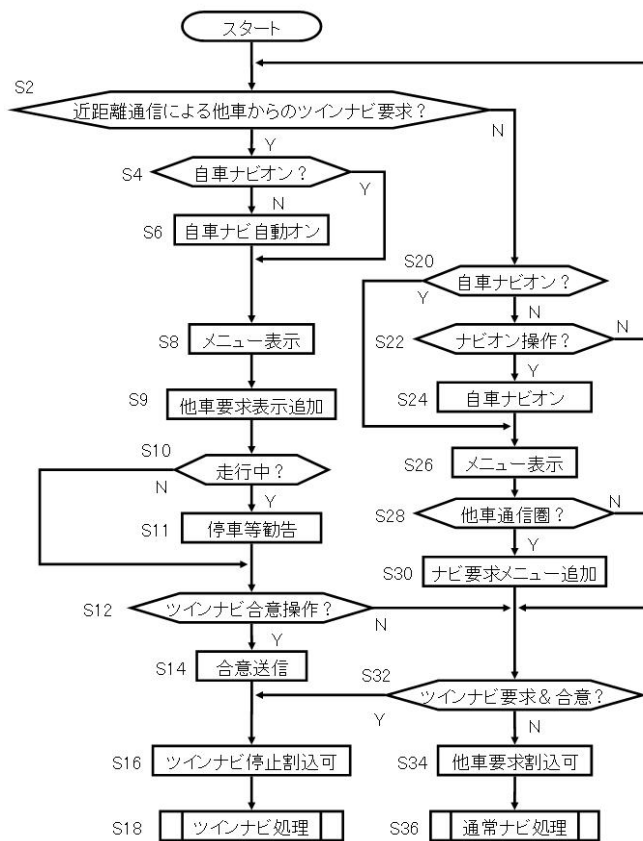 スタート
S2
近距離通信による他車からのツインナビ要求？
N
Y
S4
自車ナビオン？
Y
N
S6
自車ナビ自動オン
S20
自車ナビオン？
Y
N
S8
メニュー表示
S22
ナビオン操作？
N
Y
S9
他車要求表示追加
S24
自車ナビオン
S10
走行中？
N
Y
S26
メニュー表示
S11
停車等勧告
S28
他車通信圏？
N
Y
S30
ナビ要求メニュー追加
S12
ツインナビ合意操作？
N
Y
S14
合意送信
S32
ツインナビ要求＆合意？
Y
N
S16
ツインナビ停止割込可
S34
他車要求割込可
S18
ツインナビ処理
S36
通常ナビ処理